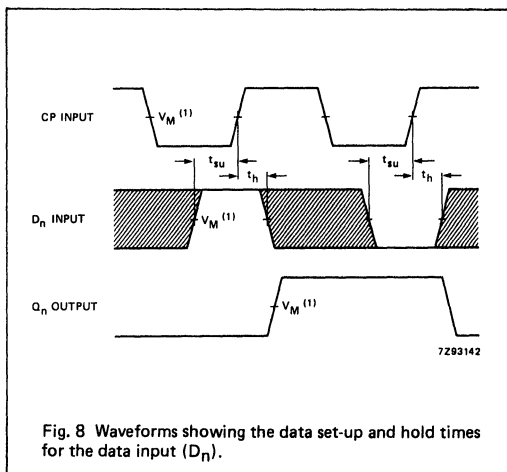 CP INPUT
V_M (1)
t_su
t_su
t_h
t_h
D_n INPUT
V_M (1)
Q_n OUTPUT
V_M (1)
7Z93142
Fig. 8 Waveforms showing the data set-up and hold times
for the data input (D_n).